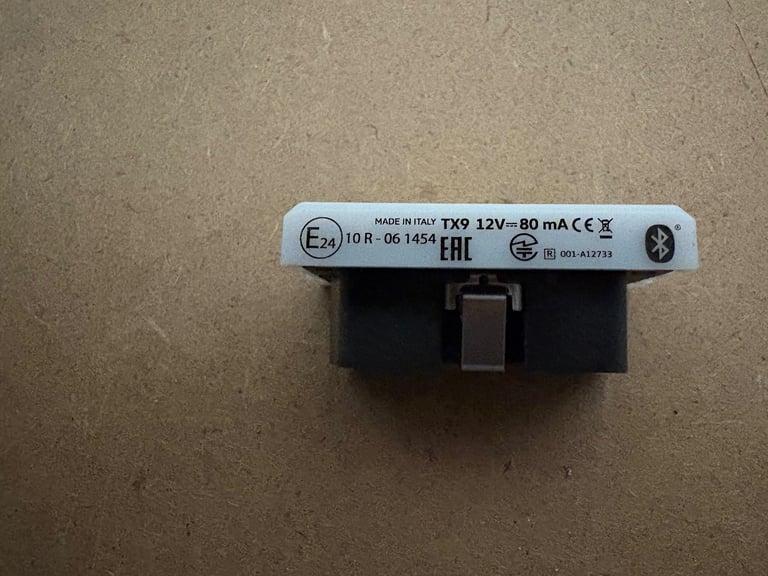 MADE IN ITALY TX9 12V⎓80 mA CE
E24 10 R - 06 1454 EAC R 001-A12733
®